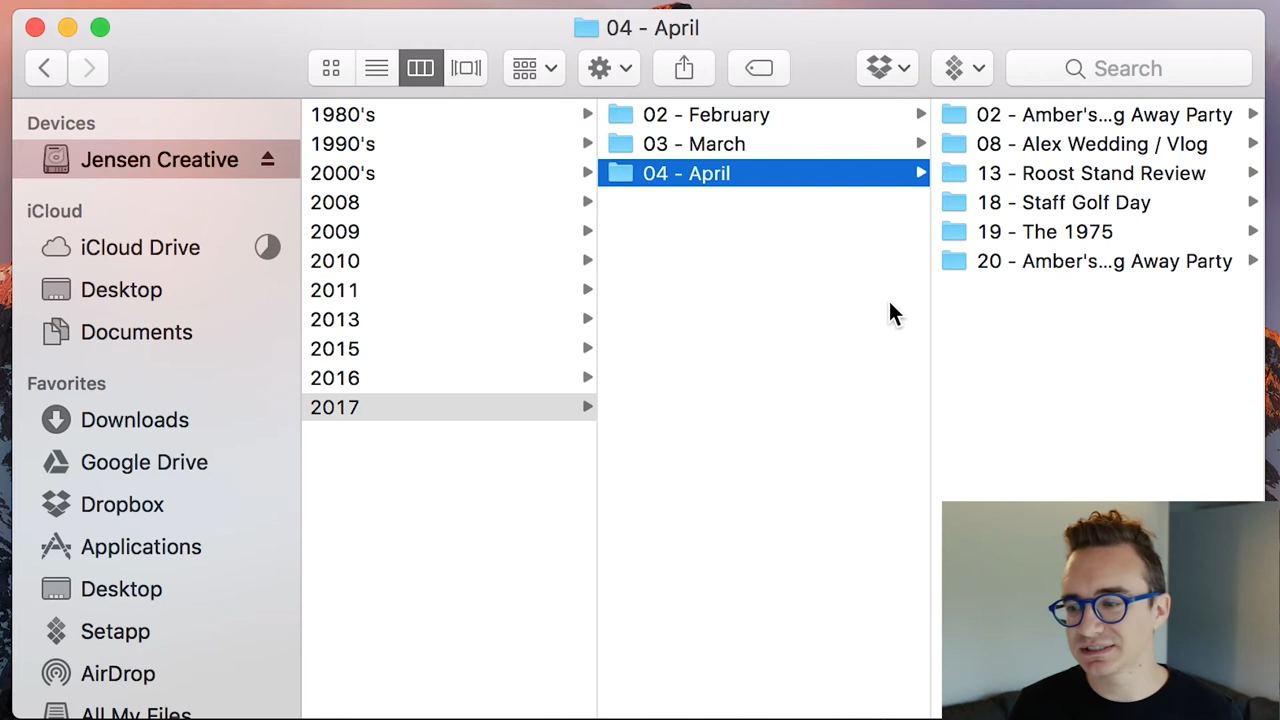 04 - April
Search
Devices
Jensen Creative
iCloud
iCloud Drive
Desktop
Documents
Favorites
Downloads
Google Drive
Dropbox
Applications
Desktop
Setapp
AirDrop
All My Files
1980's
1990's
2000's
2008
2009
2010
2011
2013
2015
2016
2017
02 - February
03 - March
04 - April
02 - Amber's...g Away Party
08 - Alex Wedding / Vlog
13 - Roost Stand Review
18 - Staff Golf Day
19 - The 1975
20 - Amber's...g Away Party